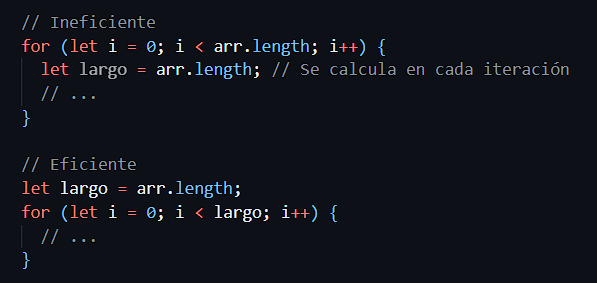 // Ineficiente
for (let i = 0; i < arr.length; i++) {
  let largo = arr.length; // Se calcula en cada iteración
  // ...
}

// Eficiente
let largo = arr.length;
for (let i = 0; i < largo; i++) {
  // ...
}